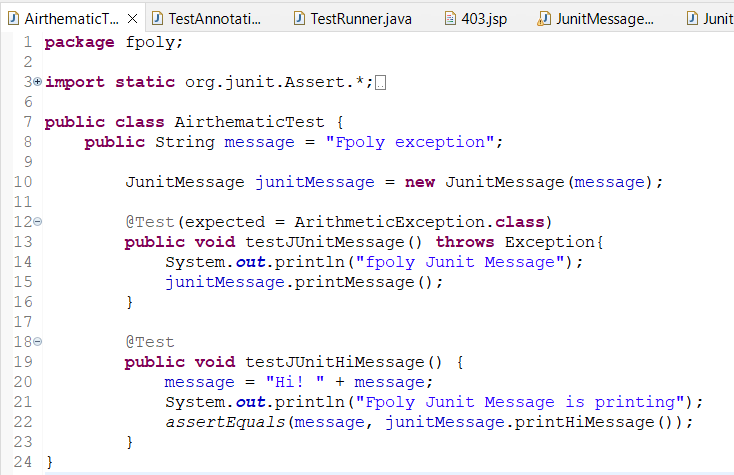 AirthematicT... TestAnnotati... TestRunner.java 403.jsp JunitMessage... Junit
1 package fpoly;
2
3 import static org.junit.Assert.*;
6
7 public class AirthematicTest {
8 public String message = "Fpoly exception";
9
10 JunitMessage junitMessage = new JunitMessage(message);
11
12 @Test(expected = ArithmeticException.class)
13 public void testJUnitMessage() throws Exception{
14 System.out.println("fpoly Junit Message");
15 junitMessage.printMessage();
16 }
17
18 @Test
19 public void testJUnitHiMessage() {
20 message = "Hi! " + message;
21 System.out.println("Fpoly Junit Message is printing");
22 assertEquals(message, junitMessage.printHiMessage());
23 }
24 }